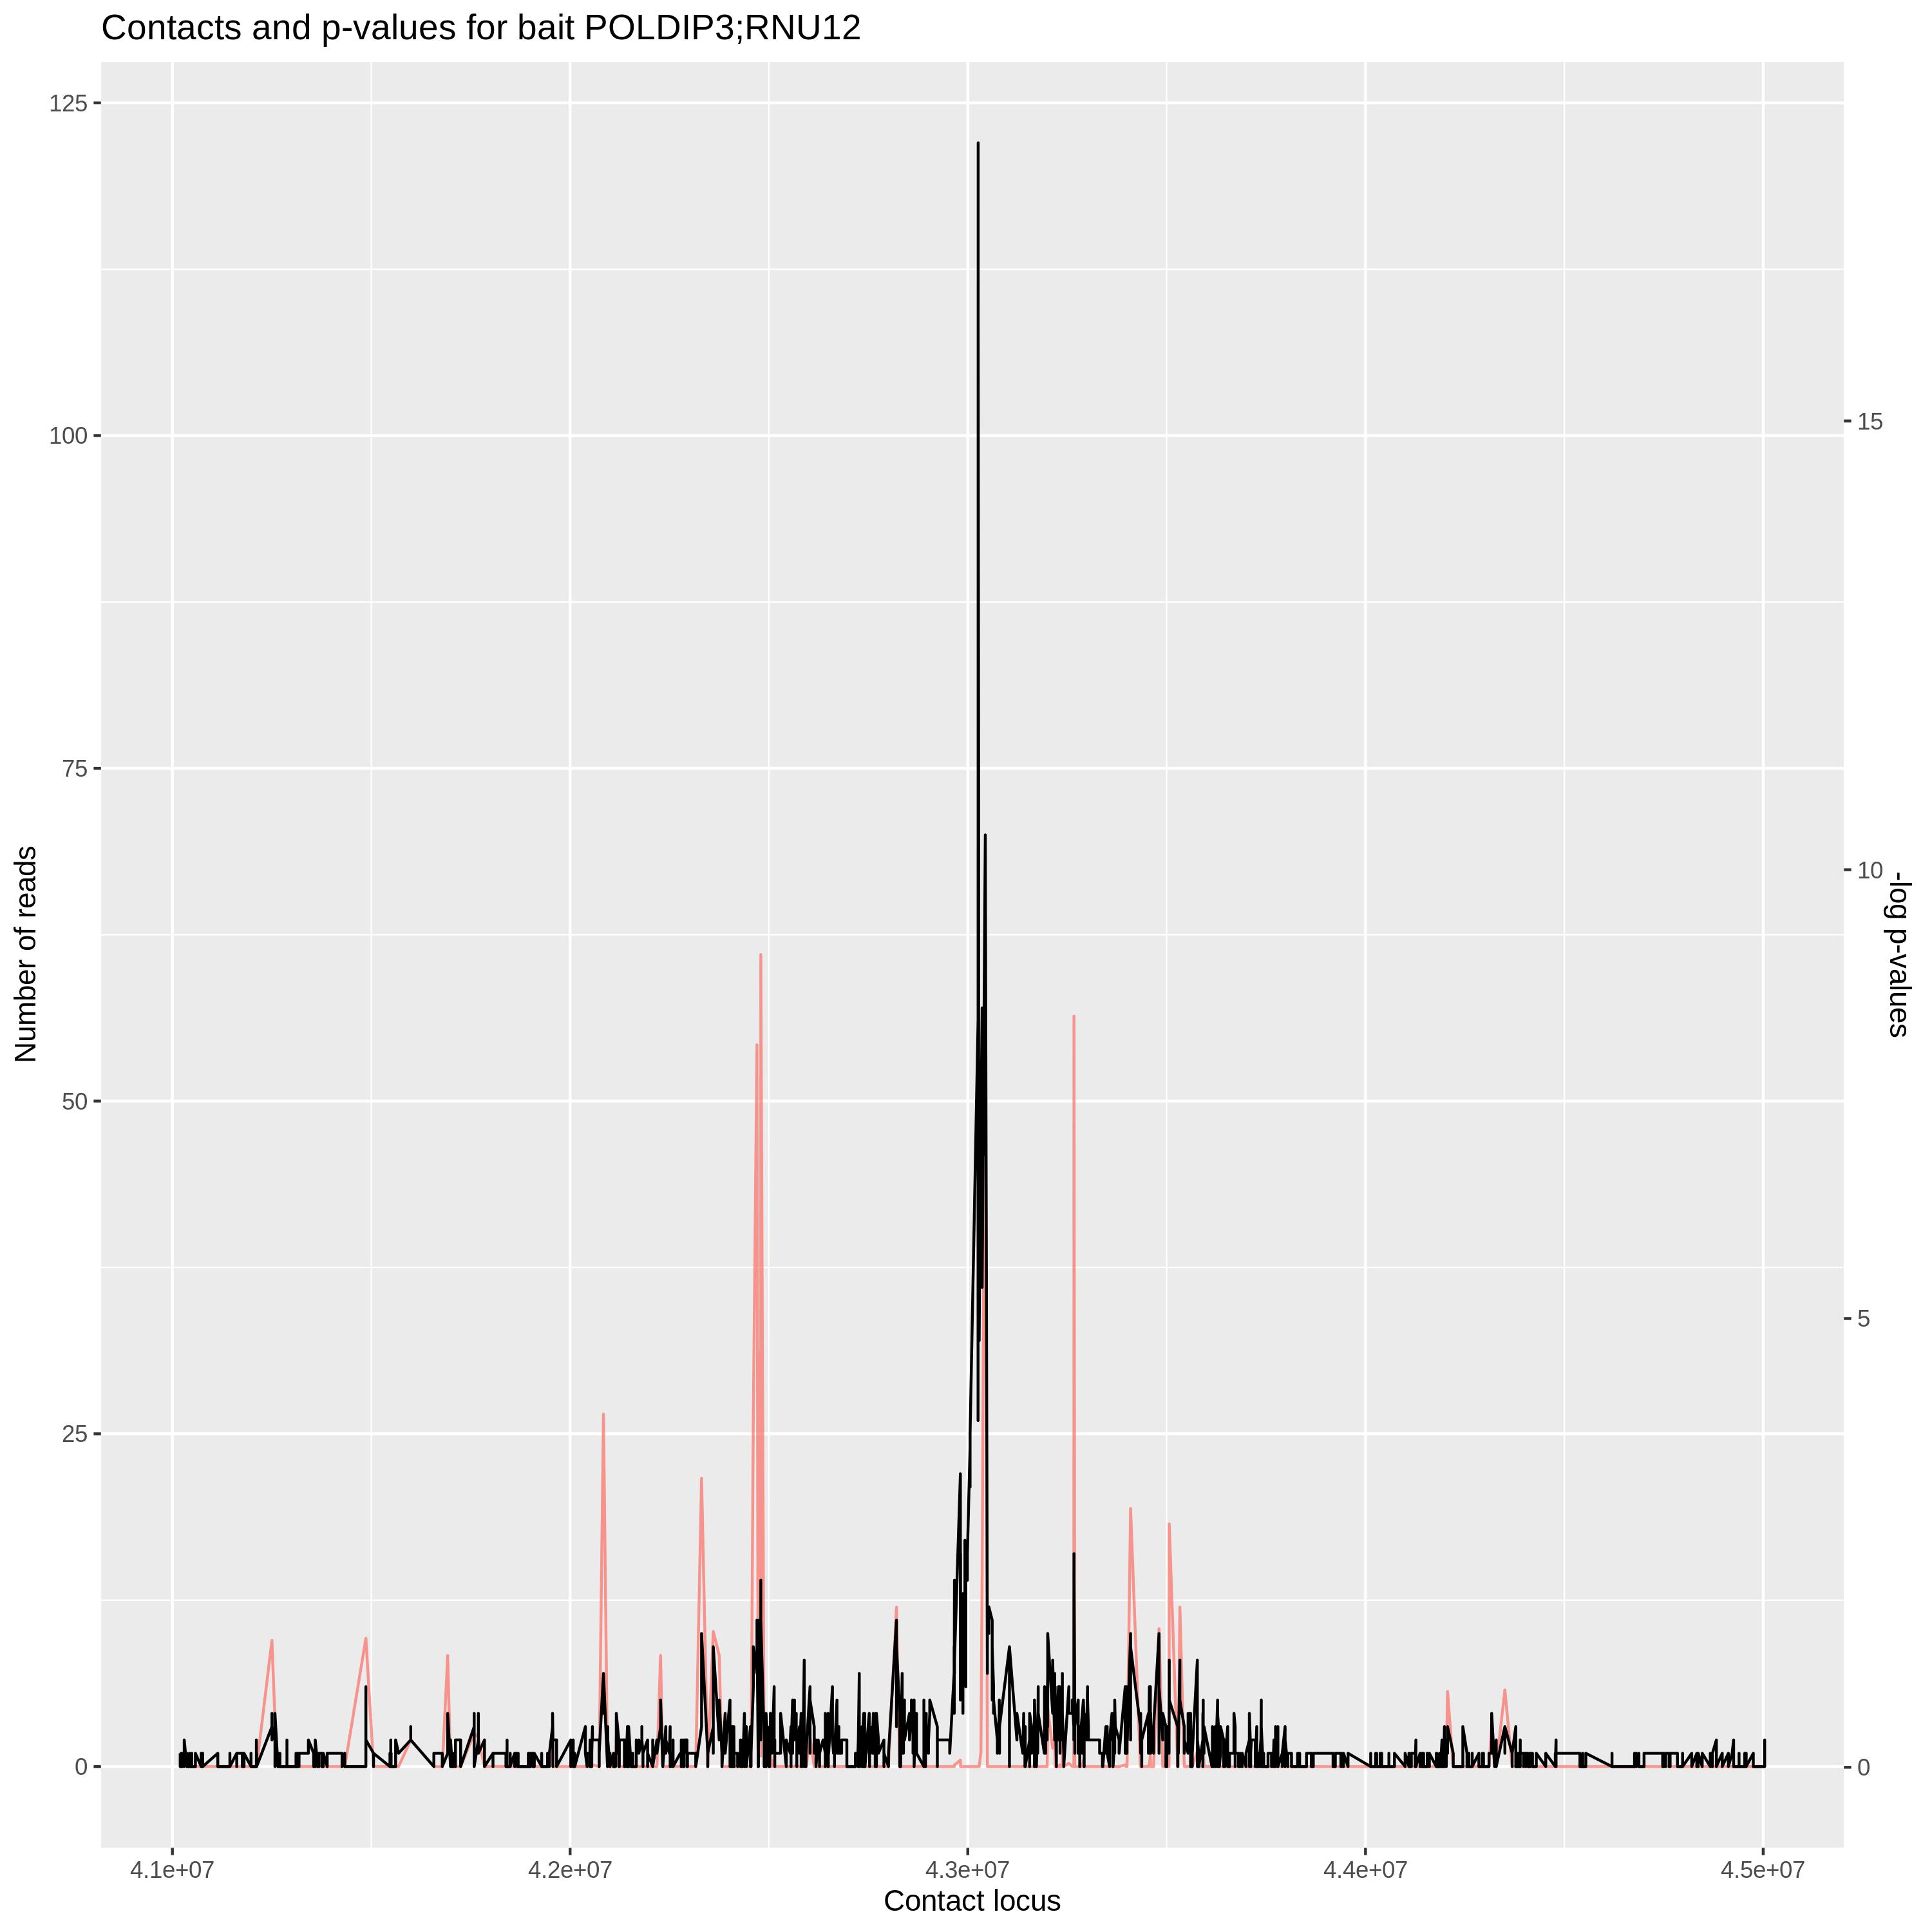 Contacts and p-values for bait POLDIP3;RNU12
125
100
75
50
25
0
Number of reads
15
10
5
0
-log p-values
4.1e+07 4.2e+07 4.3e+07 4.4e+07 4.5e+07
Contact locus